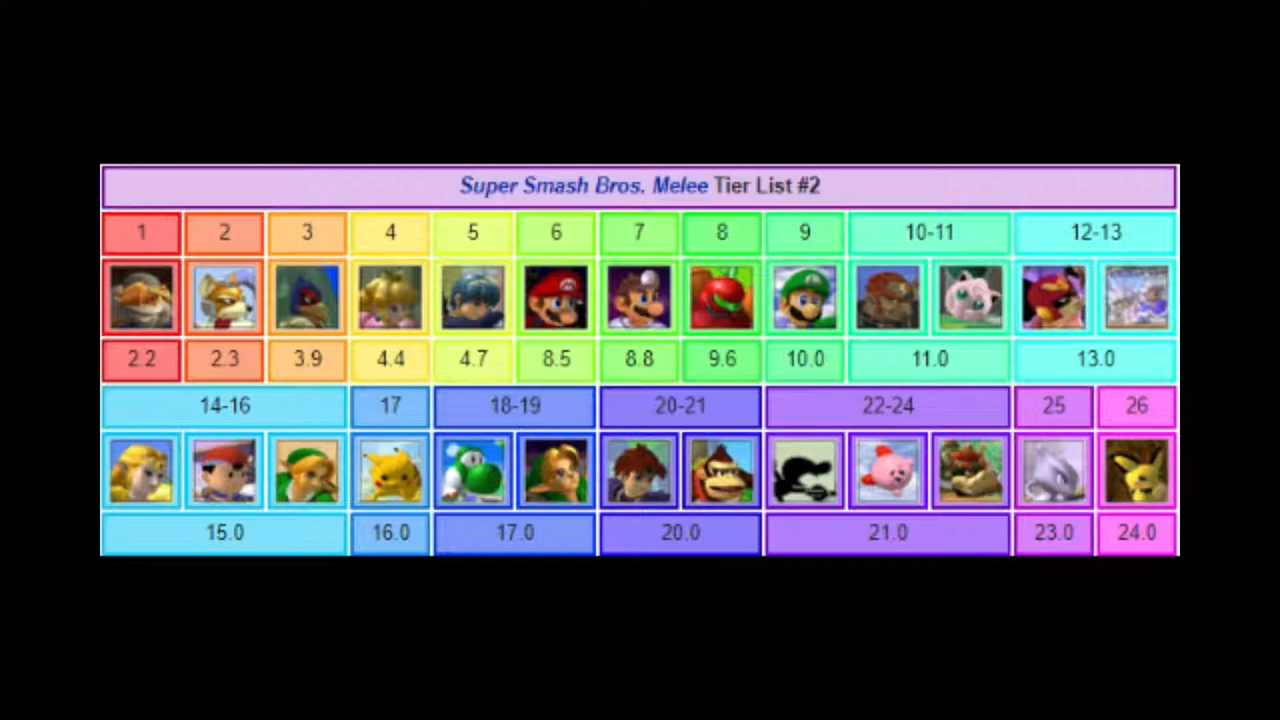 Super Smash Bros. Melee Tier List #2
1 2 3 4 5 6 7 8 9 10-11 12-13
2.2 2.3 3.9 4.4 4.7 8.5 8.8 9.6 10.0 11.0 13.0
14-16 17 18-19 20-21 22-24 25 26
15.0 16.0 17.0 20.0 21.0 23.0 24.0